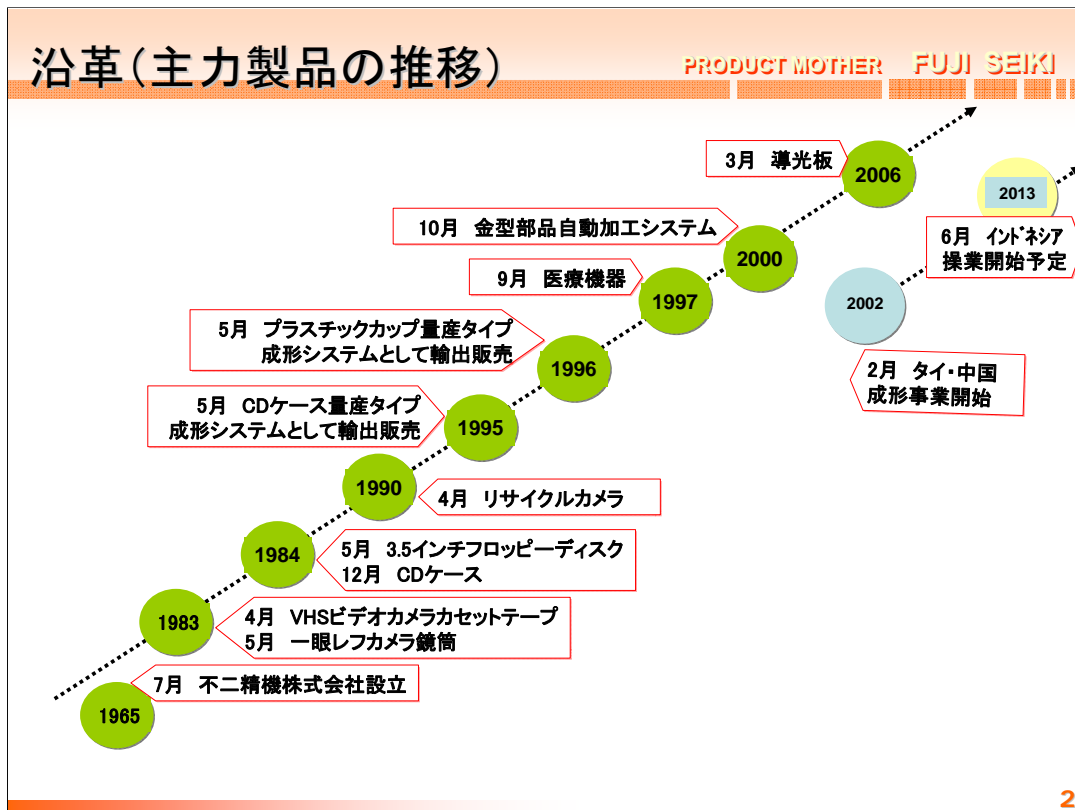 沿革(主力製品の推移)
PRODUCT MOTHER FUJI SEIKI
3月 導光板
2006
2013
10月 金型部品自動加工システム
2000
6月 インドネシア
操業開始予定
9月 医療機器
1997
2002
5月 プラスチックカップ量産タイプ
成形システムとして輸出販売
1996
2月 タイ・中国
成形事業開始
5月 CDケース量産タイプ
成形システムとして輸出販売
1995
1990
4月 リサイクルカメラ
1984
5月 3.5インチフロッピーディスク
12月 CDケース
1983
4月 VHSビデオカメラカセットテープ
5月 一眼レフカメラ鏡筒
7月 不二精機株式会社設立
1965
2